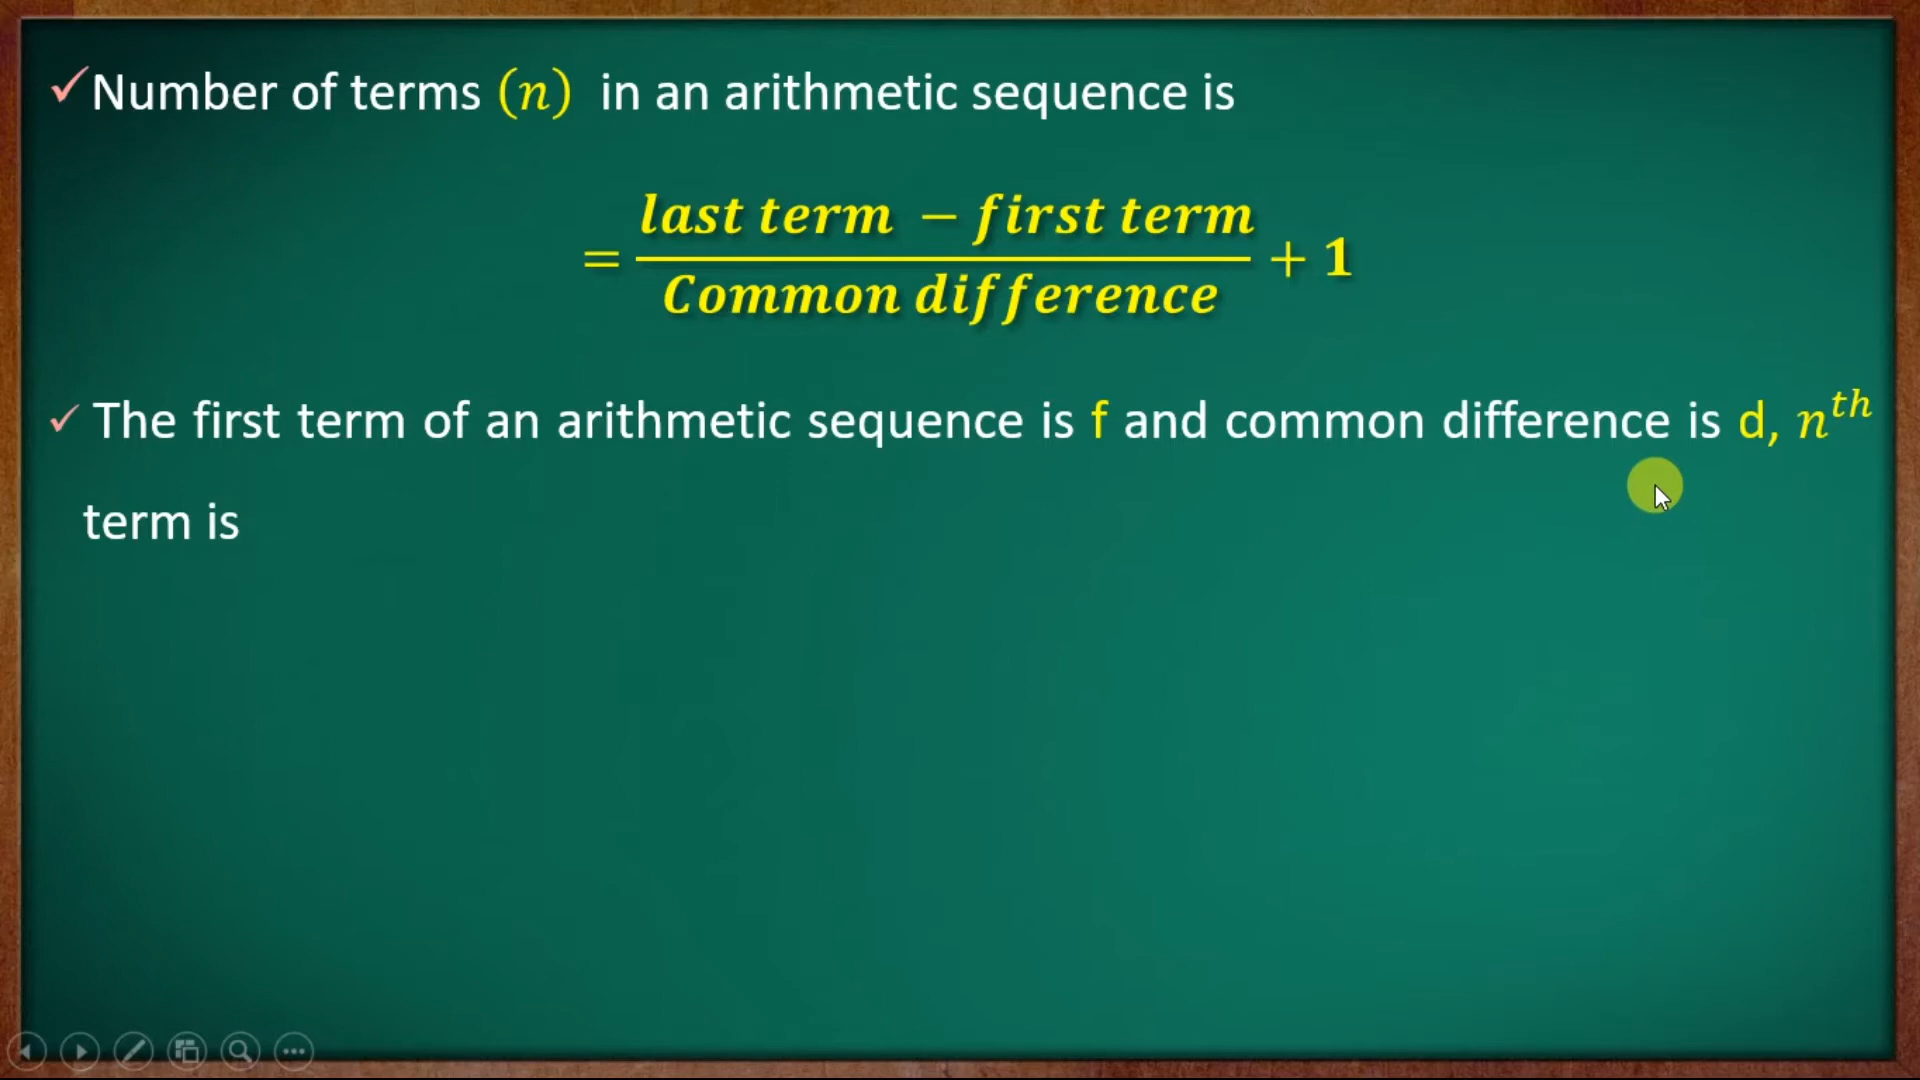 ✓Number of terms (n) in an arithmetic sequence is
last term − first term
= ――― + 1
Common difference
✓ The first term of an arithmetic sequence is f and common difference is d, nᵗʰ
term is